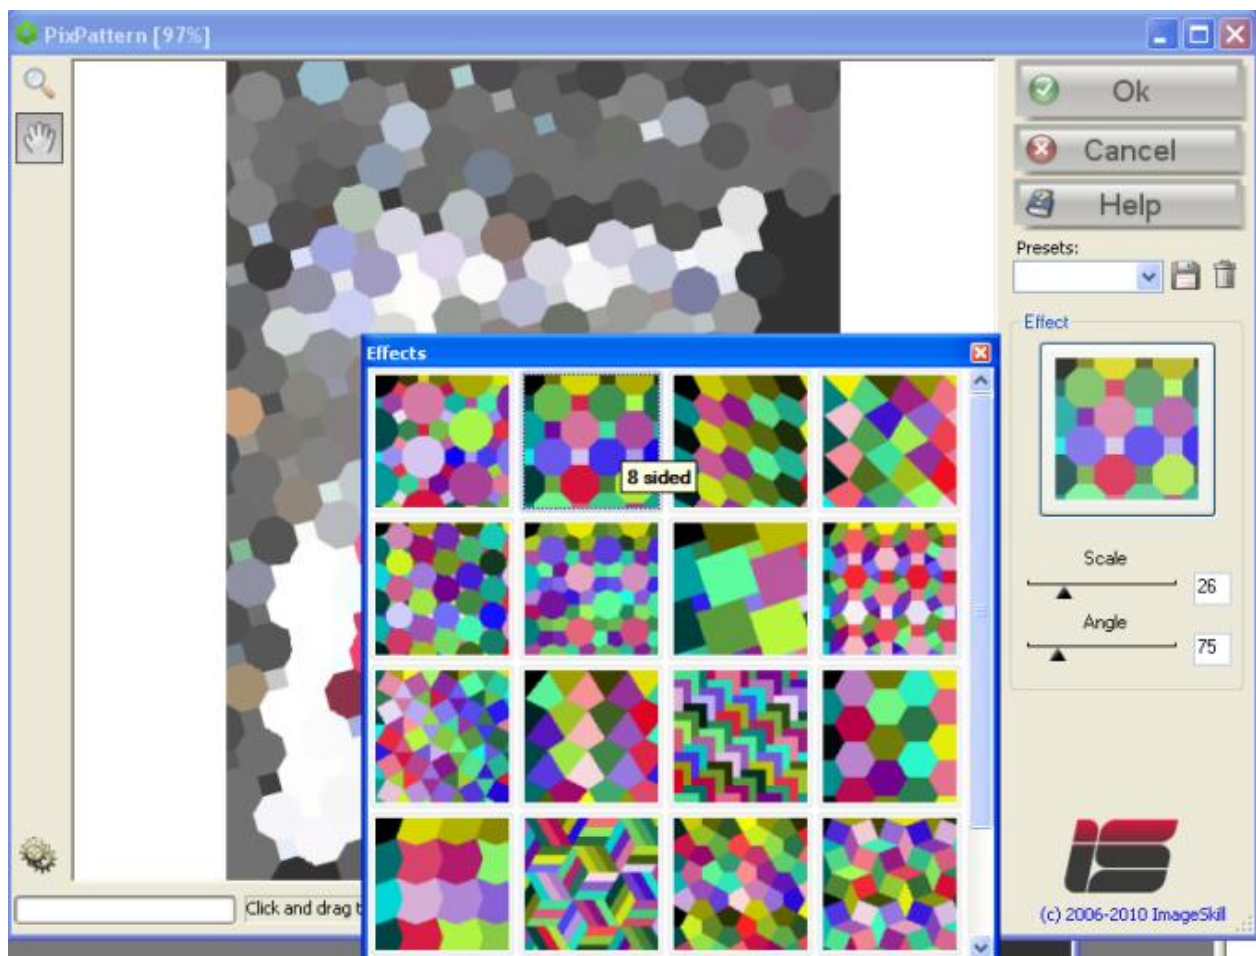 PixPattern [97%]
Ok
Cancel
Help
Presets:
Effect
Effects
8 sided
Scale
26
Angle
75
Click and drag t
IS
(c) 2006-2010 ImageSkill